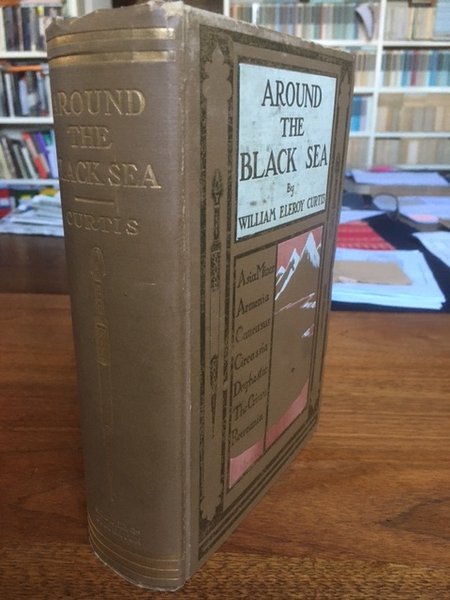 AROUND
THE
BLACK SEA
CURTIS
AROUND
THE
BLACK SEA
By
WILLIAM ELEROY CURTIS
Asia Minor
Armenia
Caucasus
Circassia
Daghestan
The Crimea
Roumania